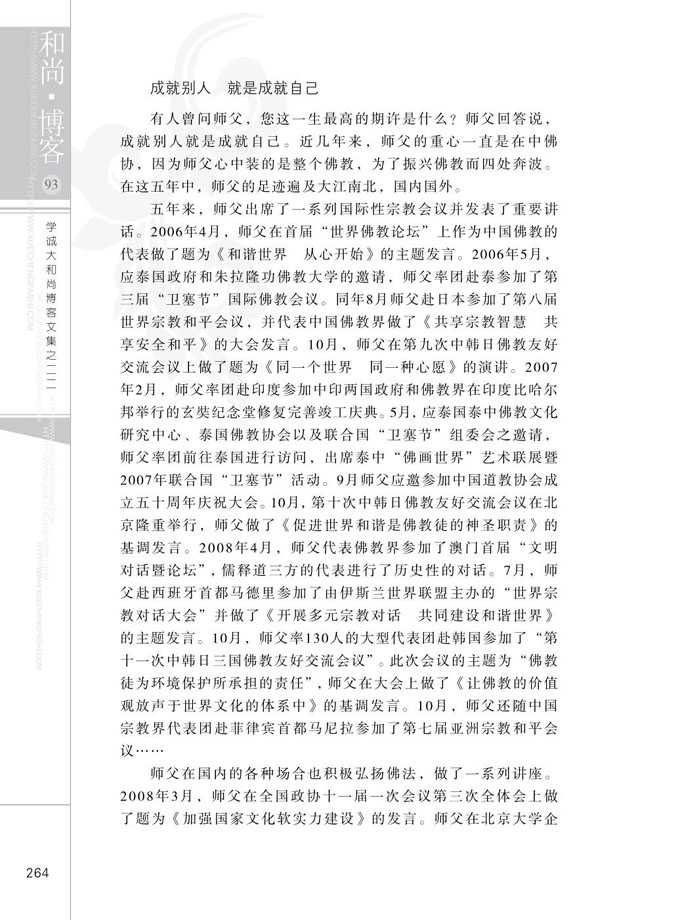 和尚·博客
93
学诚大和尚博客文集之二二
成就别人　就是成就自己
有人曾问师父，您这一生最高的期许是什么？师父回答说，
成就别人就是成就自己。近几年来，师父的重心一直是在中佛
协，因为师父心中装的是整个佛教，为了振兴佛教而四处奔波。
在这五年中，师父的足迹遍及大江南北，国内国外。
五年来，师父出席了一系列国际性宗教会议并发表了重要讲
话。2006年4月，师父在首届“世界佛教论坛”上作为中国佛教的
代表做了题为《和谐世界　从心开始》的主题发言。2006年5月，
应泰国政府和朱拉隆功佛教大学的邀请，师父率团赴泰参加了第
三届“卫塞节”国际佛教会议。同年8月师父赴日本参加了第八届
世界宗教和平会议，并代表中国佛教界做了《共享宗教智慧　共
享安全和平》的大会发言。10月，师父在第九次中韩日佛教友好
交流会议上做了题为《同一个世界　同一种心愿》的演讲。2007
年2月，师父率团赴印度参加中印两国政府和佛教界在印度比哈尔
邦举行的玄奘纪念堂修复完善竣工庆典。5月，应泰国泰中佛教文化
研究中心、泰国佛教协会以及联合国“卫塞节”组委会之邀请，
师父率团前往泰国进行访问，出席泰中“佛画世界”艺术联展暨
2007年联合国“卫塞节”活动。9月师父应邀参加中国道教协会成
立五十周年庆祝大会。10月，第十次中韩日佛教友好交流会议在北
京隆重举行，师父做了《促进世界和谐是佛教徒的神圣职责》的
基调发言。2008年4月，师父代表佛教界参加了澳门首届“文明
对话暨论坛”，儒释道三方的代表进行了历史性的对话。7月，师
父赴西班牙首都马德里参加了由伊斯兰世界联盟主办的“世界宗
教对话大会”并做了《开展多元宗教对话　共同建设和谐世界》
的主题发言。10月，师父率130人的大型代表团赴韩国参加了“第
十一次中韩日三国佛教友好交流会议”。此次会议的主题为“佛教
徒为环境保护所承担的责任”，师父在大会上做了《让佛教的价值
观放声于世界文化的体系中》的基调发言。10月，师父还随中国
宗教界代表团赴菲律宾首都马尼拉参加了第七届亚洲宗教和平会
议……
师父在国内的各种场合也积极弘扬佛法，做了一系列讲座。
2008年3月，师父在全国政协十一届一次会议第三次全体会上做
了题为《加强国家文化软实力建设》的发言。师父在北京大学企
264